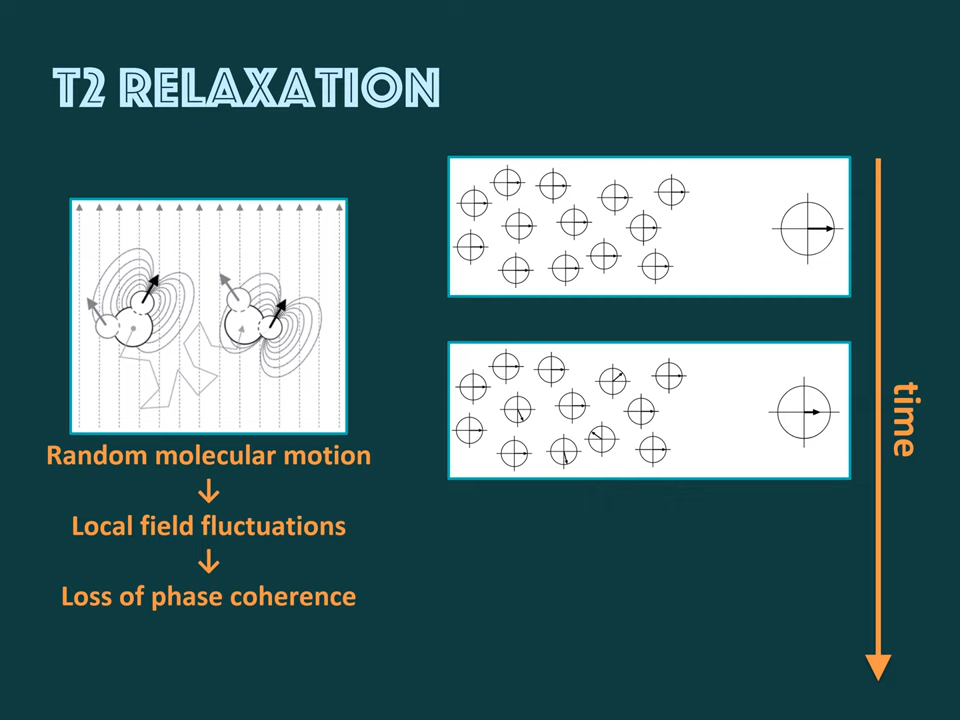 T2 RELAXATION
Random molecular motion
↓
Local field fluctuations
↓
Loss of phase coherence
time